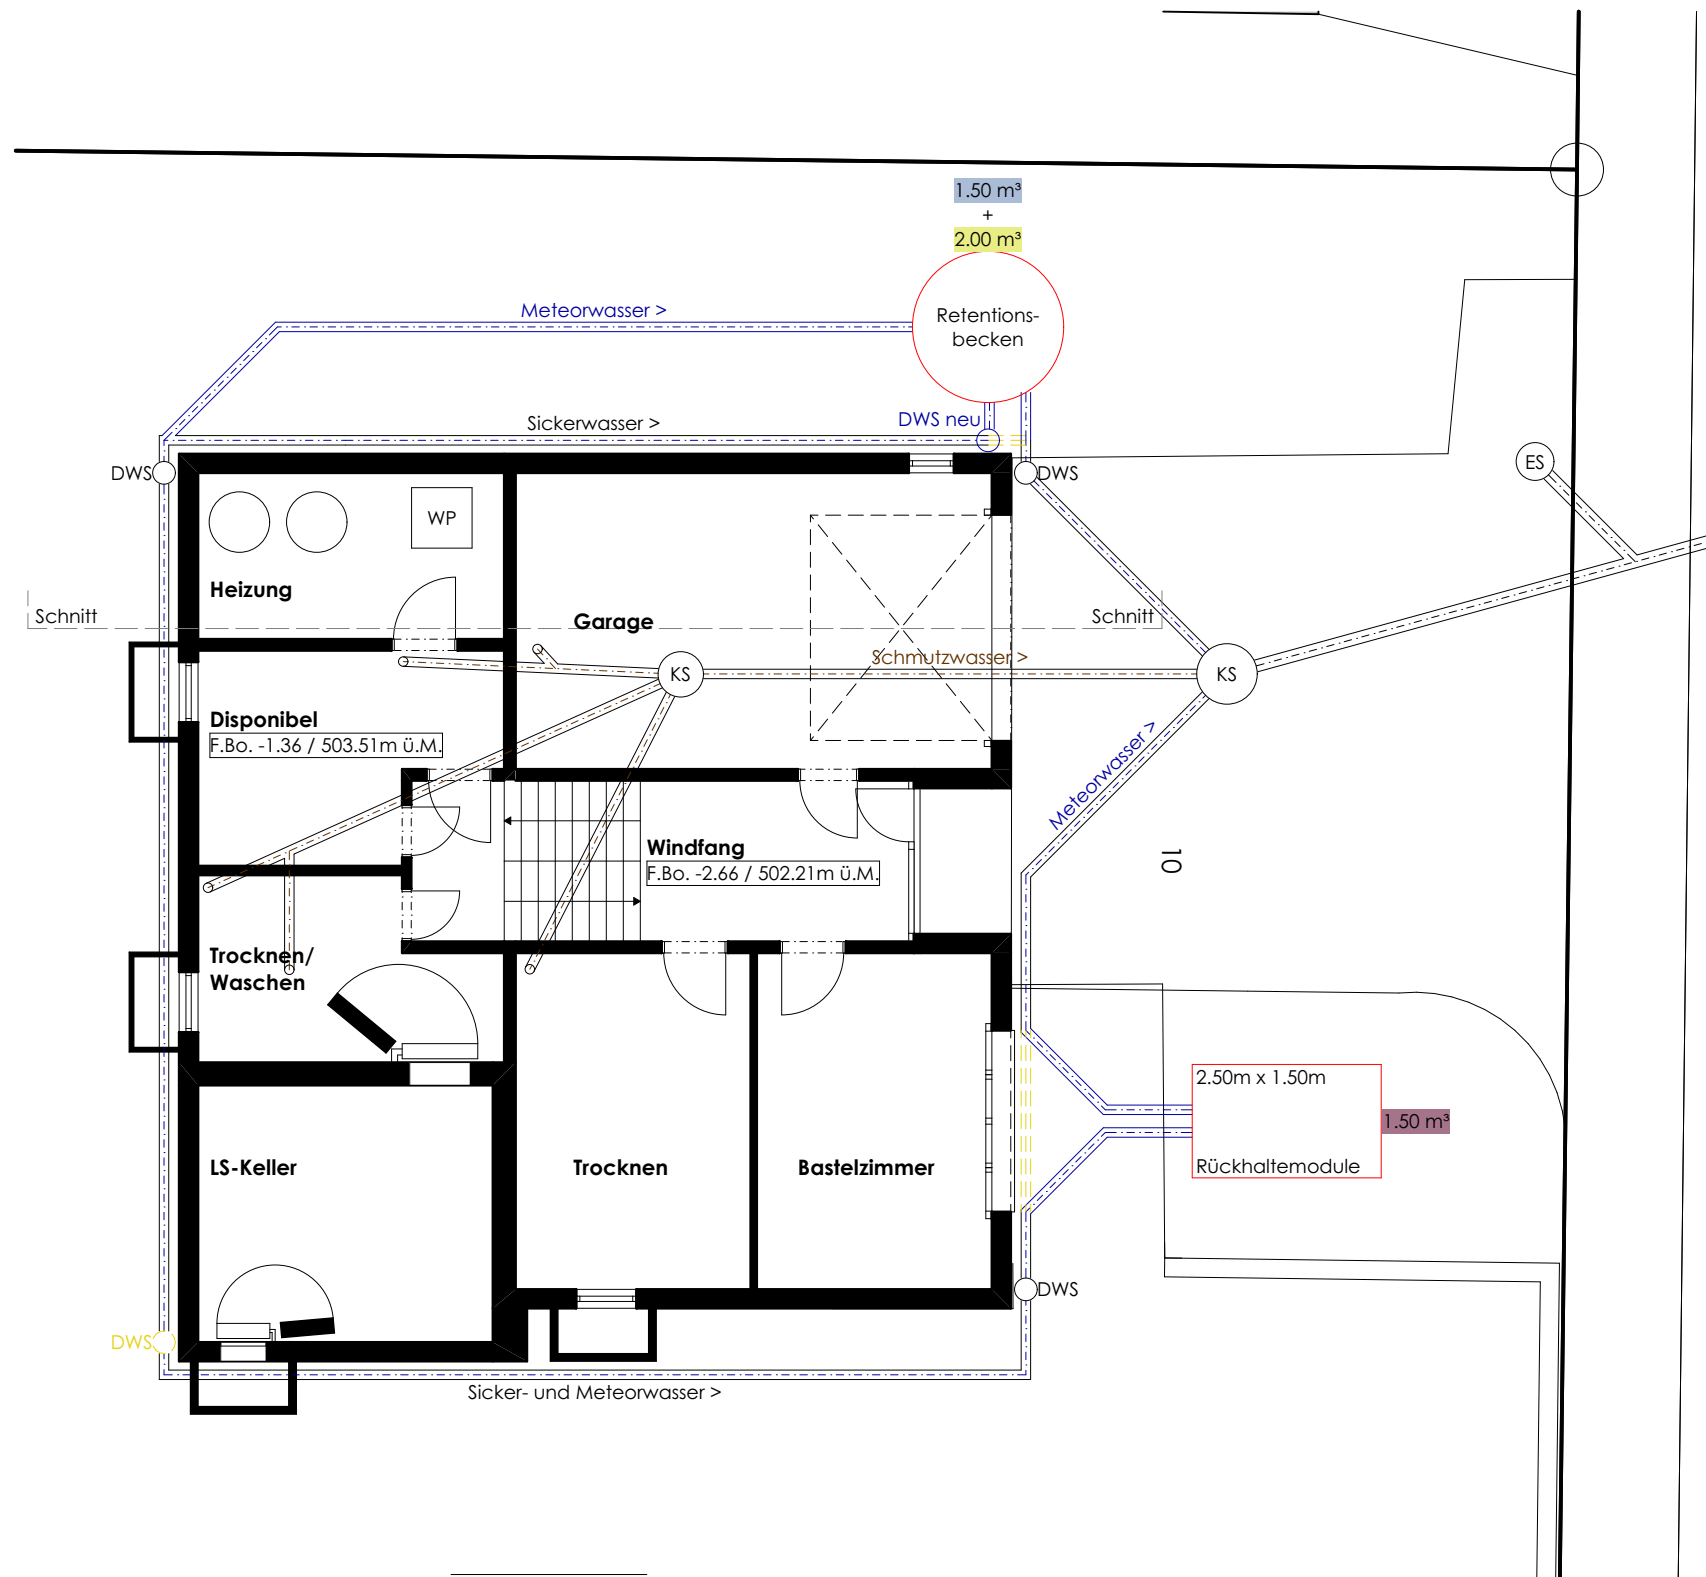 1.50 m³
+
2.00 m³
Retentions-
becken
Meteorwasser >
DWS neu
Sickerwasser >
DWS
DWS
ES
WP
Heizung
Schnitt
Schnitt
Garage
Schmutzwasser >
KS
KS
Disponibel
F.Bo. -1.36 / 503.51m ü.M.
Meteorwasser >
Windfang
F.Bo. -2.66 / 502.21m ü.M.
10
Trocknen/
Waschen
2.50m x 1.50m
1.50 m³
Rückhaltemodule
LS-Keller
Trocknen
Bastelzimmer
DWS
DWS
Sicker- und Meteorwasser >